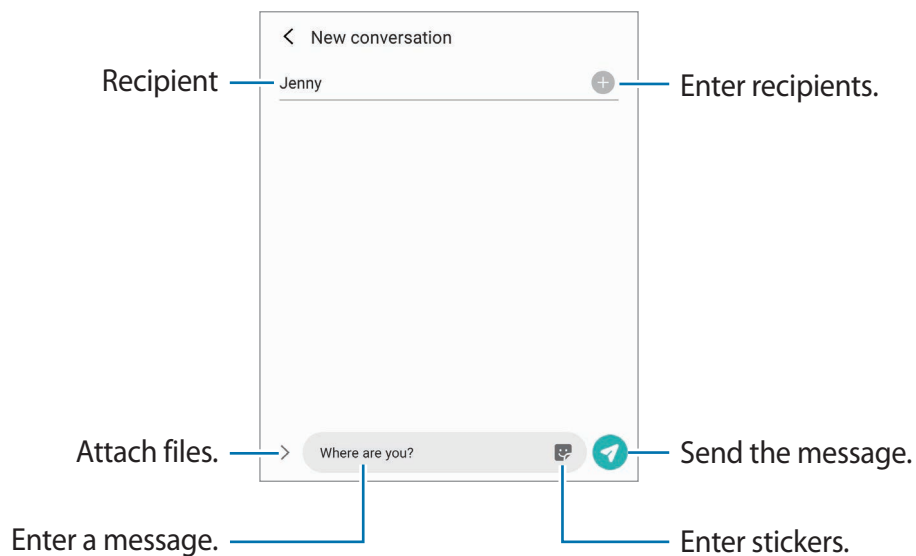 New conversation
Recipient
Jenny
Enter recipients.
Attach files.
Where are you?
Send the message.
Enter a message.
Enter stickers.